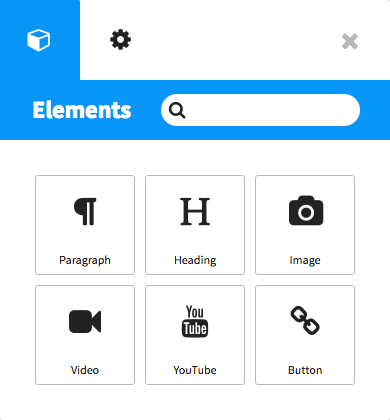 Elements
Paragraph
Heading
Image
You
Tube
Video
YouTube
Button